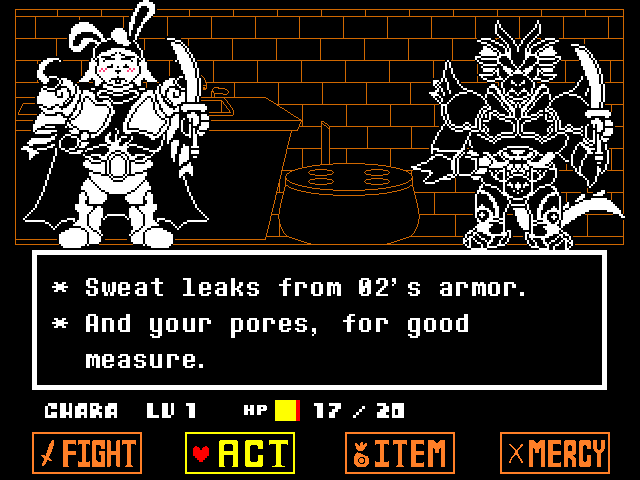 * Sweat leaks from 02's armor.
* And your pores, for good
measure.
CHARA LV 1 HP 17 / 20
FIGHT ACT ITEM MERCY